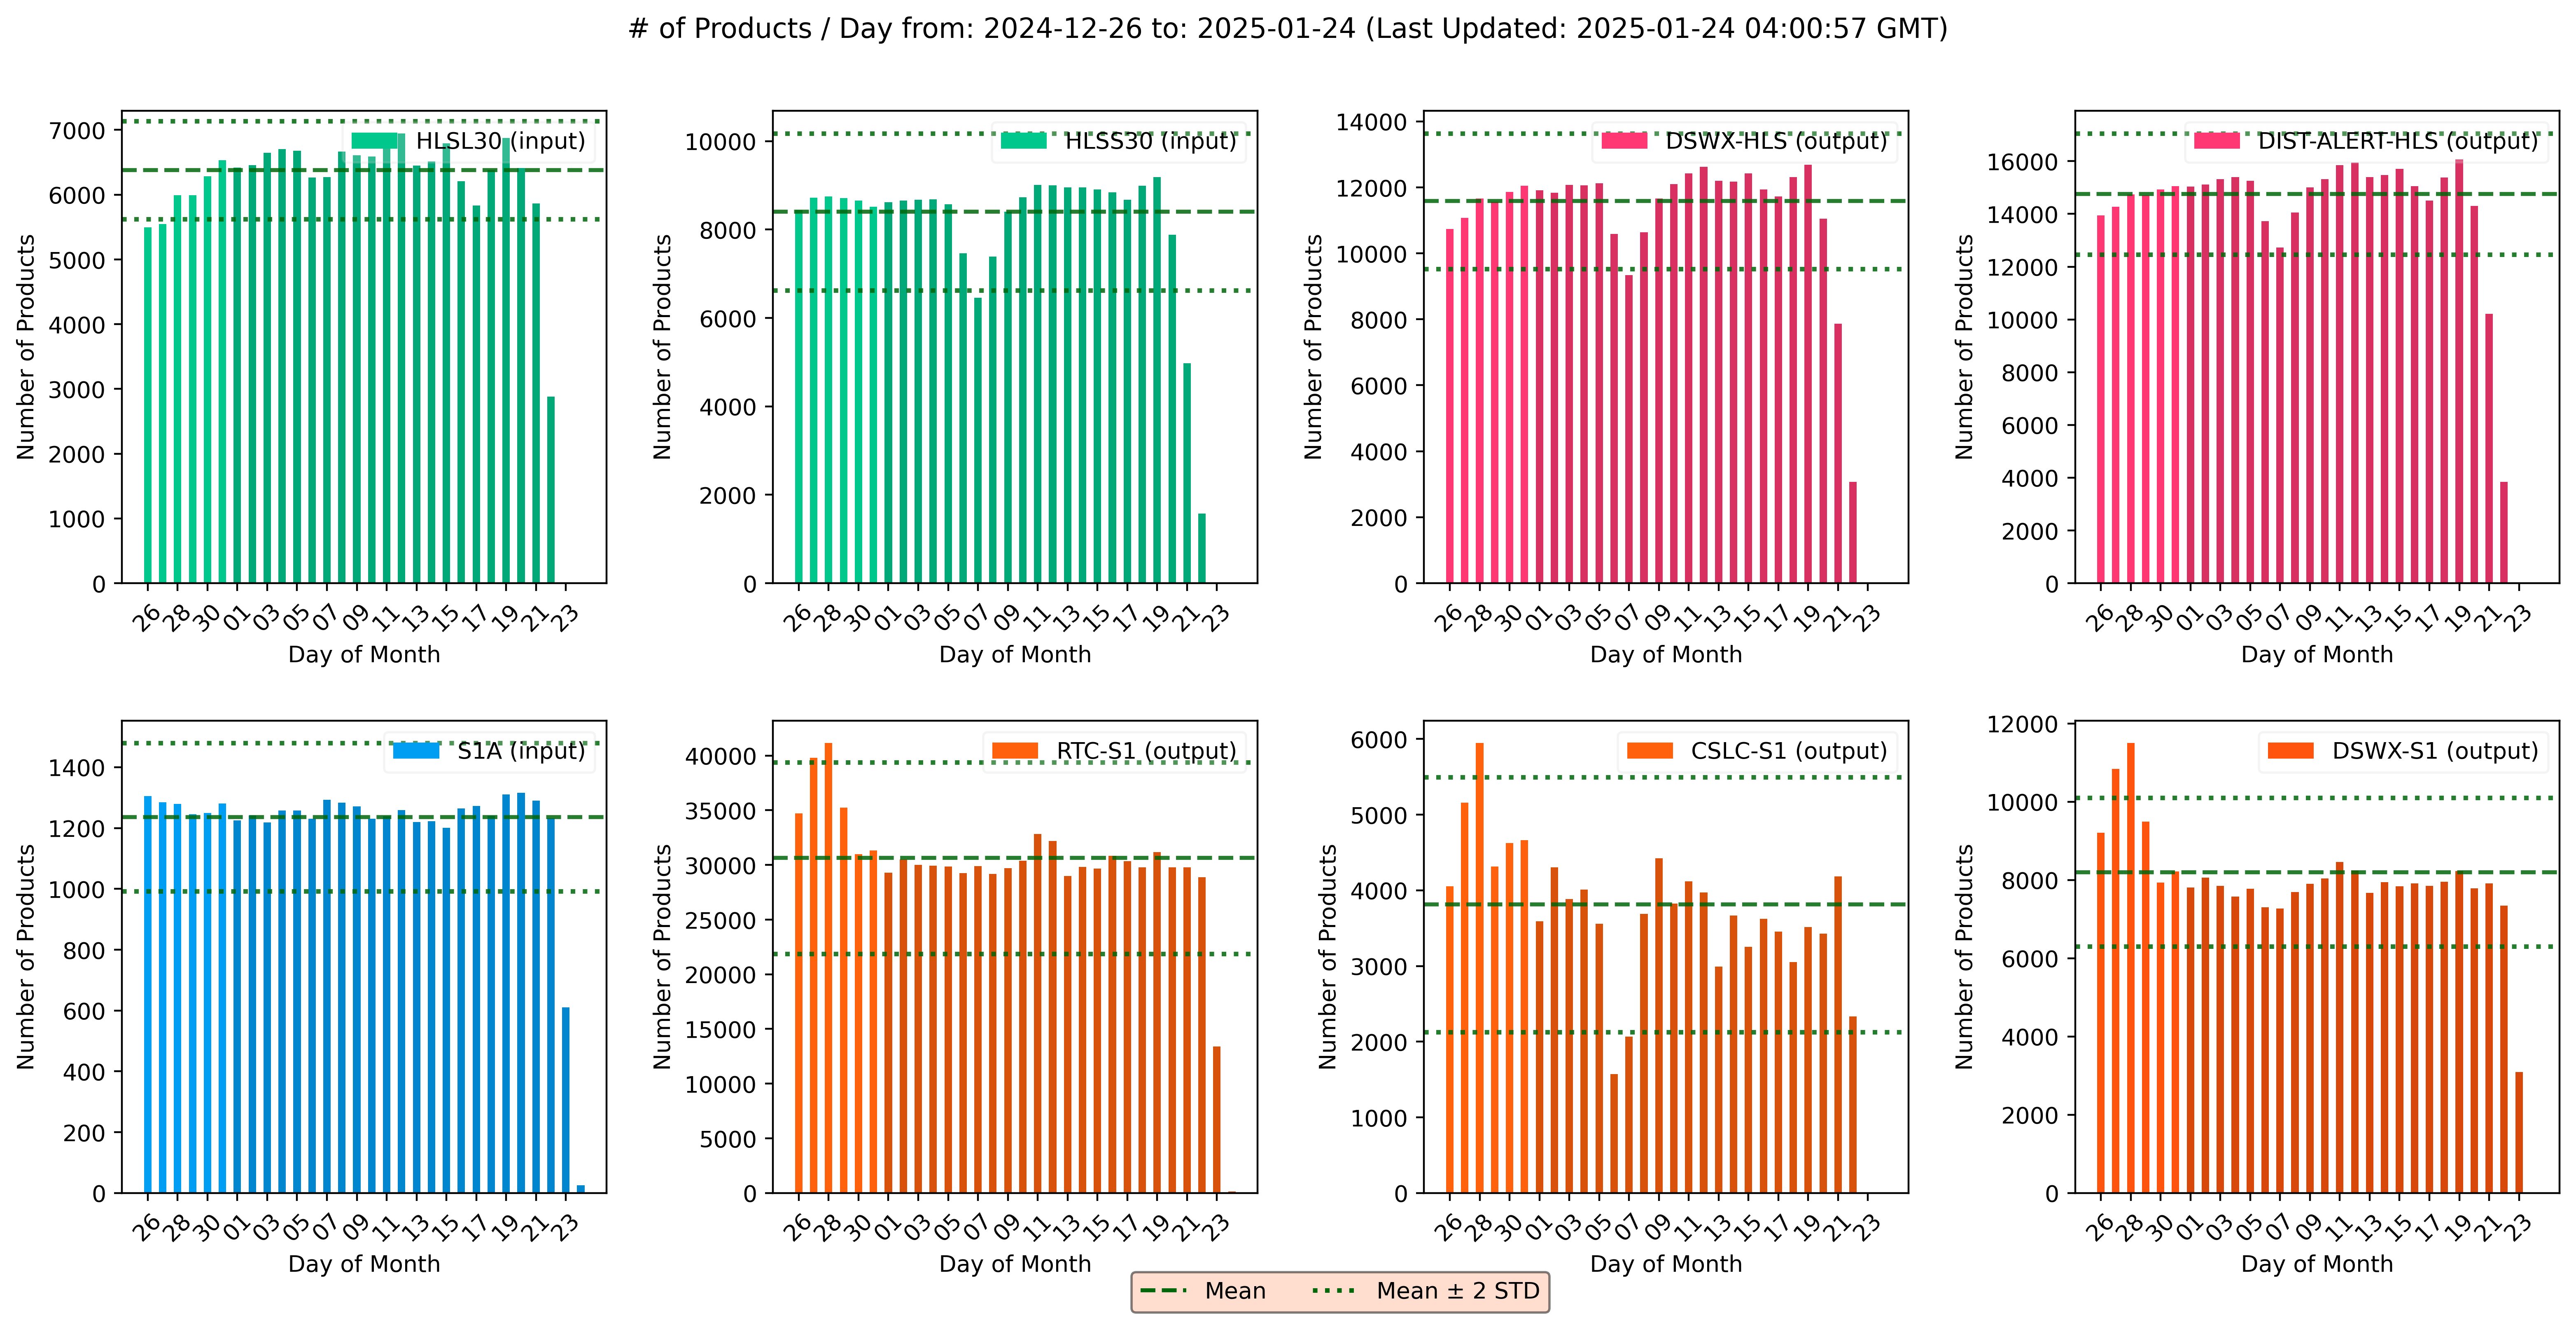 # of Products / Day from: 2024-12-26 to: 2025-01-24 (Last Updated: 2025-01-24 04:00:57 GMT)
HLSL30 (input)
Number of Products
7000
6000
5000
4000
3000
2000
1000
0
26 28 30 01 03 05 07 09 11 13 15 17 19 21 23
Day of Month
HLSS30 (input)
Number of Products
10000
8000
6000
4000
2000
0
26 28 30 01 03 05 07 09 11 13 15 17 19 21 23
Day of Month
DSWX-HLS (output)
Number of Products
14000
12000
10000
8000
6000
4000
2000
0
26 28 30 01 03 05 07 09 11 13 15 17 19 21 23
Day of Month
DIST-ALERT-HLS (output)
Number of Products
16000
14000
12000
10000
8000
6000
4000
2000
0
26 28 30 01 03 05 07 09 11 13 15 17 19 21 23
Day of Month
S1A (input)
Number of Products
1400
1200
1000
800
600
400
200
0
26 28 30 01 03 05 07 09 11 13 15 17 19 21 23
Day of Month
RTC-S1 (output)
Number of Products
40000
35000
30000
25000
20000
15000
10000
5000
0
26 28 30 01 03 05 07 09 11 13 15 17 19 21 23
Day of Month
CSLC-S1 (output)
Number of Products
6000
5000
4000
3000
2000
1000
0
26 28 30 01 03 05 07 09 11 13 15 17 19 21 23
Day of Month
DSWX-S1 (output)
Number of Products
12000
10000
8000
6000
4000
2000
0
26 28 30 01 03 05 07 09 11 13 15 17 19 21 23
Day of Month
Mean
Mean ± 2 STD